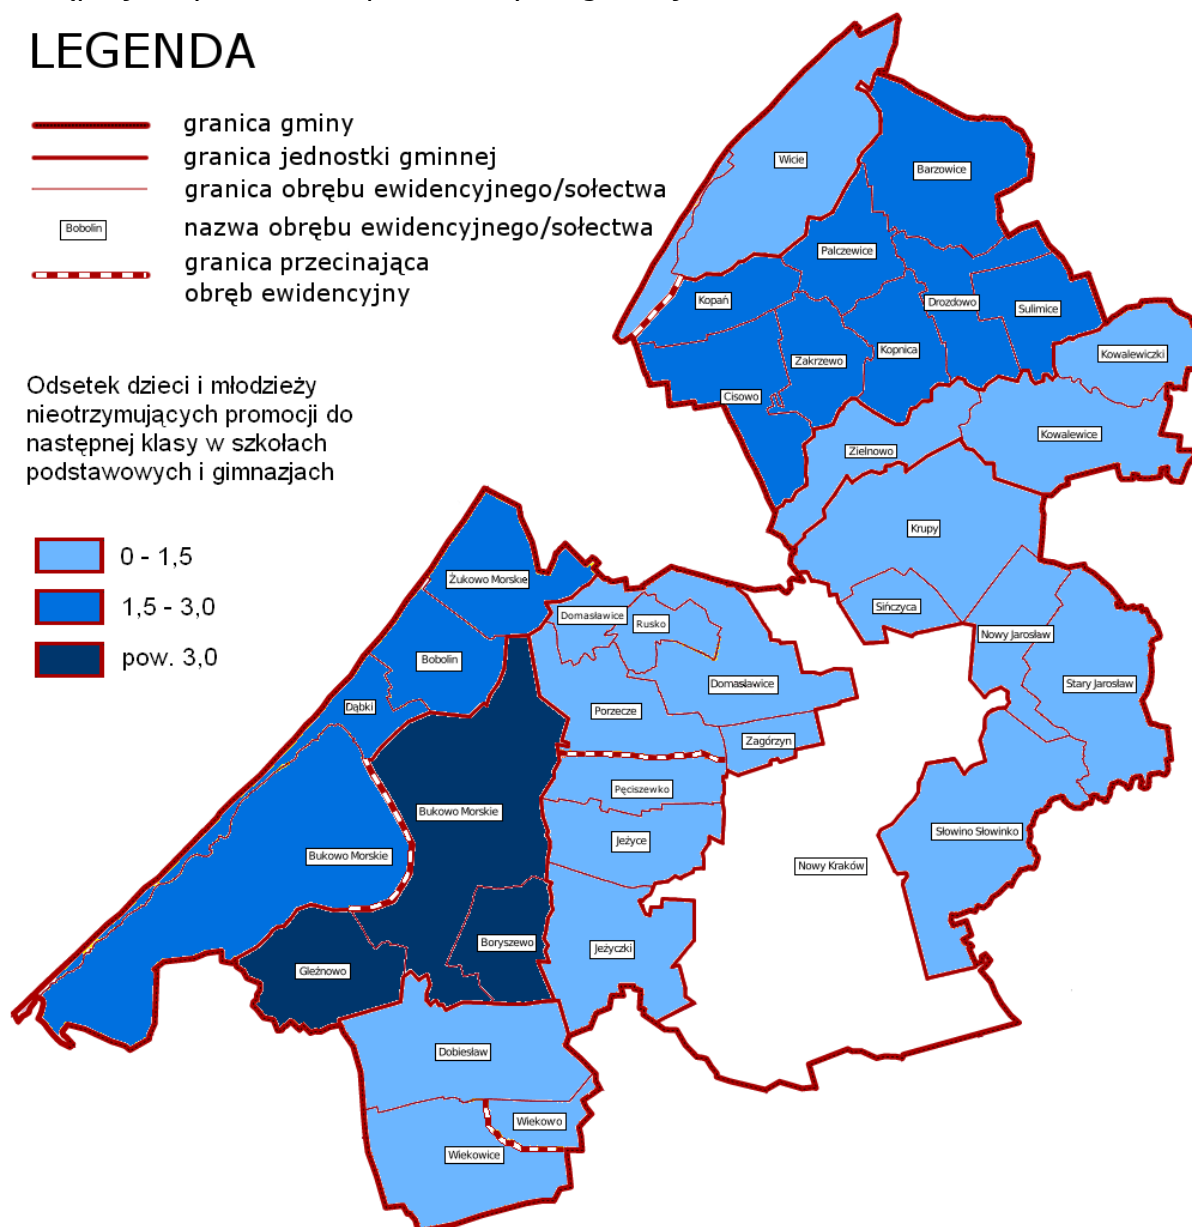 LEGENDA
granica gminy
granica jednostki gminnej
granica obrębu ewidencyjnego/sołectwa
Bobolin
nazwa obrębu ewidencyjnego/sołectwa
granica przecinająca
obręb ewidencyjny
Odsetek dzieci i młodzieży
nieotrzymujących promocji do
następnej klasy w szkołach
podstawowych i gimnazjach
0 - 1,5
1,5 - 3,0
pow. 3,0
Wicie
Barzowice
Palczewice
Kopań
Drozdowo
Sulimice
Kopnica
Zakrzewo
Kowalewiczki
Cisowo
Kowalewice
Zielnowo
Krupy
Żukowo Morskie
Sińczyca
Domasławice
Rusko
Nowy Jarosław
Bobolin
Domasławice
Stary Jarosław
Dąbki
Porzecze
Zagórzyn
Pęciszewko
Bukowo Morskie
Słowino Słowinko
Jeżyce
Bukowo Morskie
Nowy Kraków
Boryszewo
Jeżyczki
Gleźnowo
Dobiesław
Wiekowo
Wiekowice